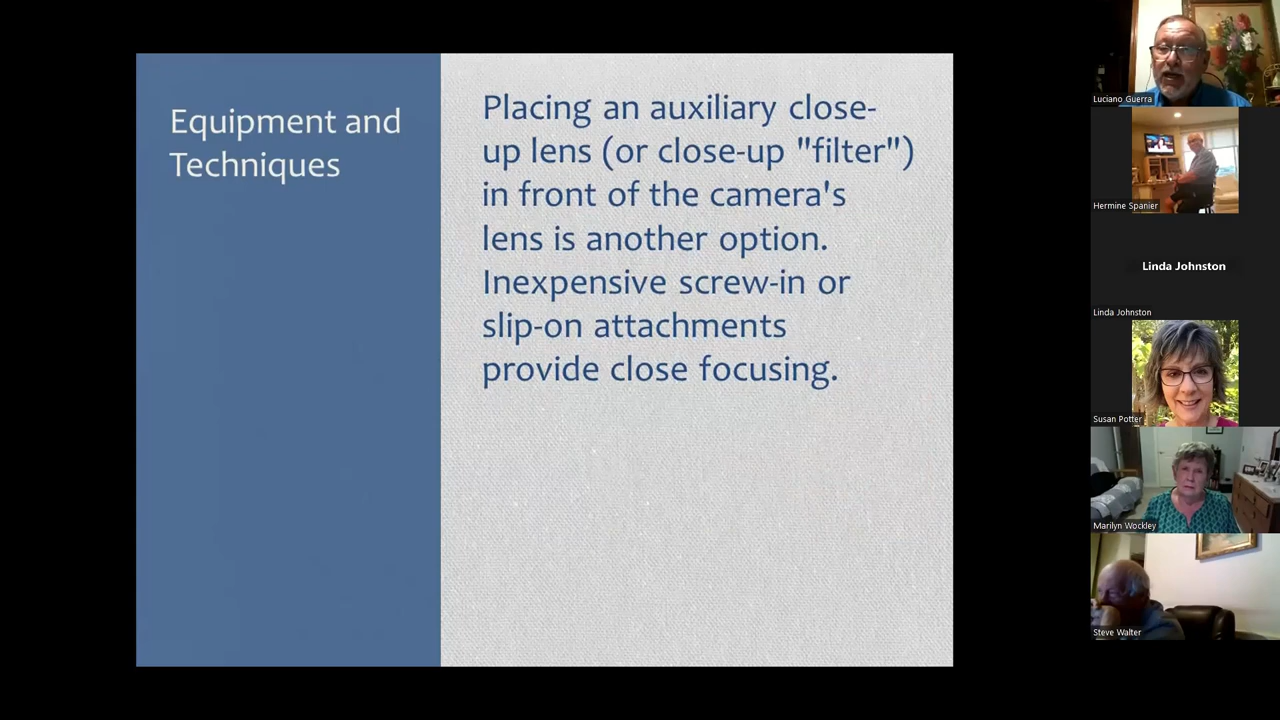 Equipment and
Techniques
Placing an auxiliary close-
up lens (or close-up "filter")
in front of the camera's
lens is another option.
Inexpensive screw-in or
slip-on attachments
provide close focusing.
Luciano Guerra
Hermine Spanier
Linda Johnston
Linda Johnston
Susan Potter
Marilyn Wockley
Steve Walter